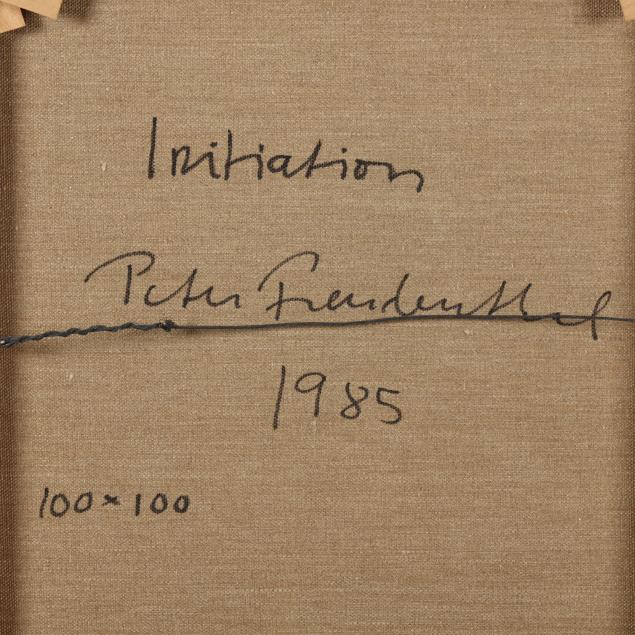 Initiation
Peter Freudenthal
1985
100 × 100